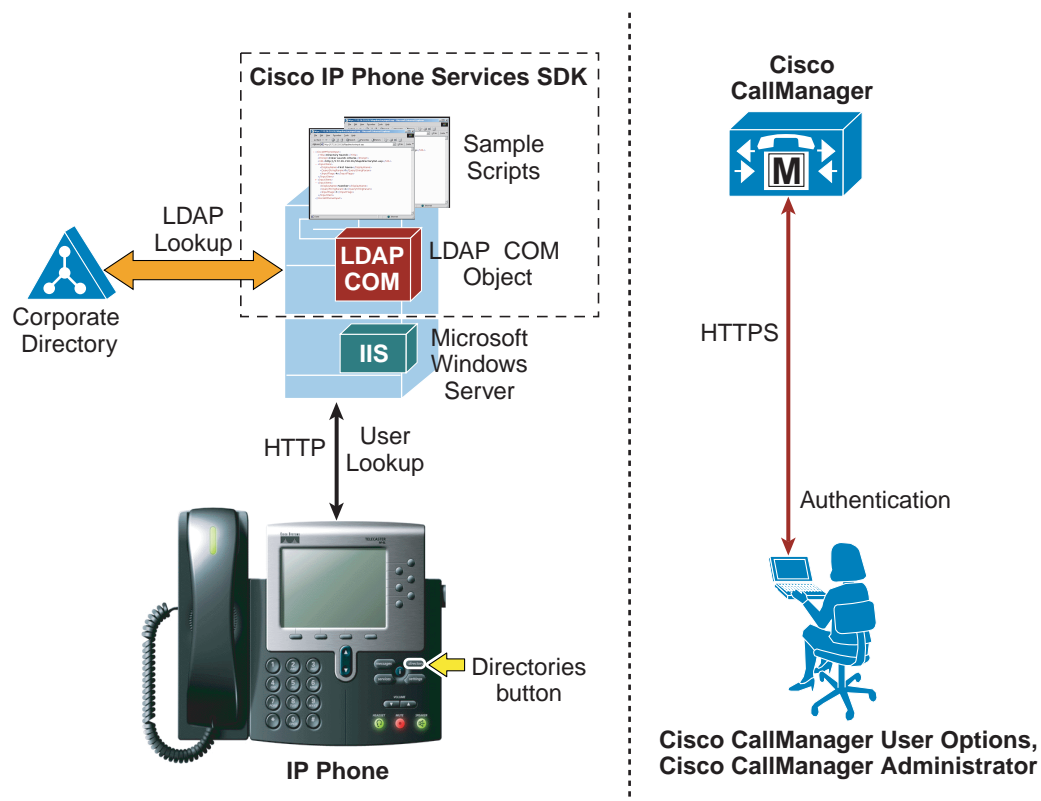 Cisco IP Phone Services SDK
Sample
Scripts
LDAP
Lookup
LDAP
COM
LDAP COM
Object
Corporate
Directory
IIS
Microsoft
Windows
Server
HTTP
User
Lookup
Directories
button
IP Phone
Cisco
CallManager
M
HTTPS
Authentication
Cisco CallManager User Options,
Cisco CallManager Administrator